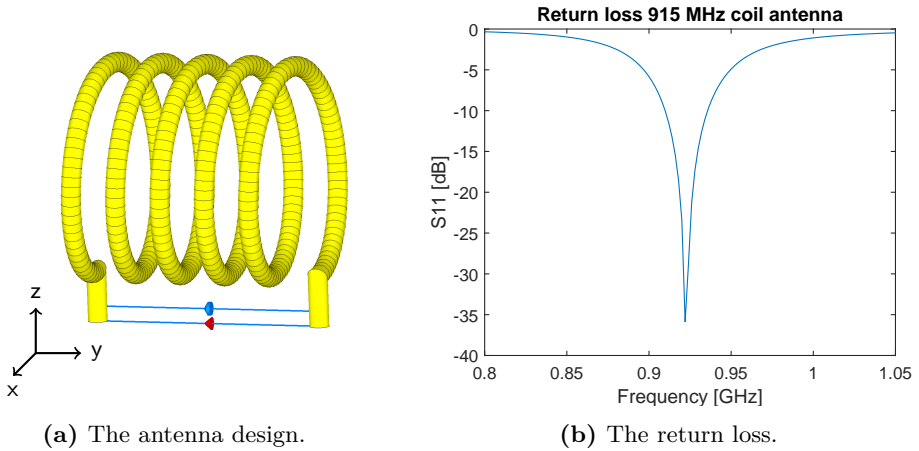 z
y
x
(a) The antenna design.
Return loss 915 MHz coil antenna
0
-5
-10
-15
-20
-25
-30
-35
-40
S11 [dB]
0.8 0.85 0.9 0.95 1 1.05
Frequency [GHz]
(b) The return loss.